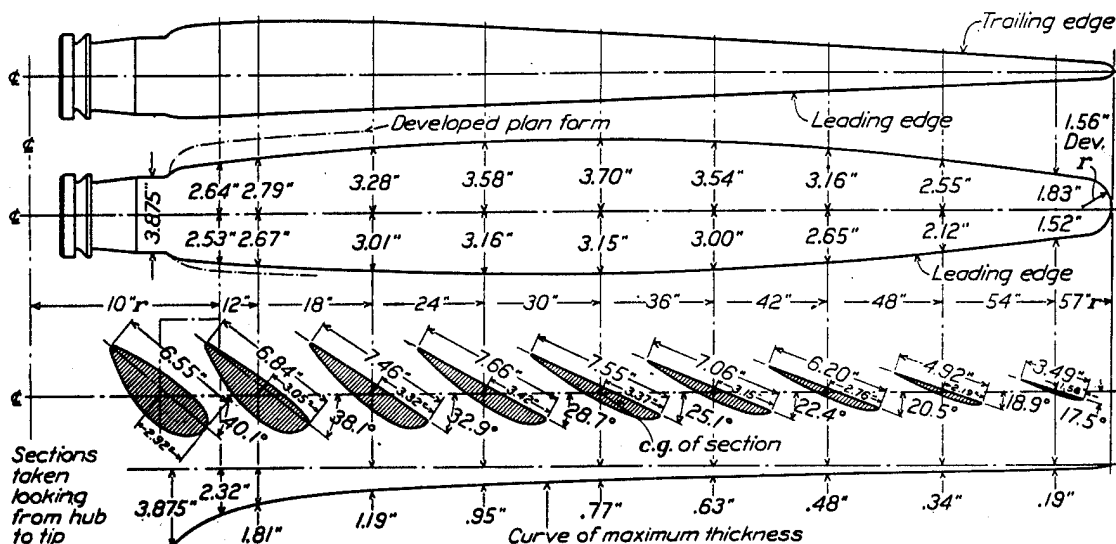 Trailing edge
℄
Leading edge
Developed plan form
℄
1.56" Dev.
r
3.875"
2.64" 2.79" 3.28" 3.58" 3.70" 3.54" 3.16" 2.55" 1.83"
2.53" 2.67" 3.01" 3.16" 3.15" 3.00" 2.65" 2.12" 1.52"
Leading edge
10"r 12" 18" 24" 30" 36" 42" 48" 54" 57"r
6.55" 6.84" 7.46" 7.66" 7.55" 7.06" 6.20" 4.92" 3.49"
2.92" 3.05" 3.32" 3.42" 3.37" 3.15" 2.76" 2.19" 1.56"
℄
40.1° 38.1° 32.9° 28.7° 25.1° 22.4° 20.5° 18.9° 17.5°
c.g. of section
Sections
taken
looking
from hub
to tip
3.875" 2.32" 1.81" 1.19" .95" .77" .63" .48" .34" .19"
Curve of maximum thickness